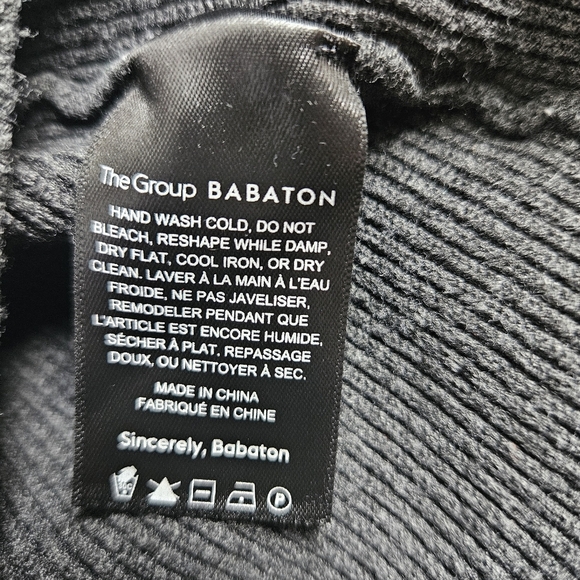 The Group BABATON
HAND WASH COLD, DO NOT
BLEACH, RESHAPE WHILE DAMP,
DRY FLAT, COOL IRON, OR DRY
CLEAN. LAVER À LA MAIN À L'EAU
FROIDE, NE PAS JAVELISER,
REMODELER PENDANT QUE
L'ARTICLE EST ENCORE HUMIDE,
SÉCHER À PLAT. REPASSAGE
DOUX, OU NETTOYER À SEC.
MADE IN CHINA
FABRIQUÉ EN CHINE
Sincerely, Babaton
P